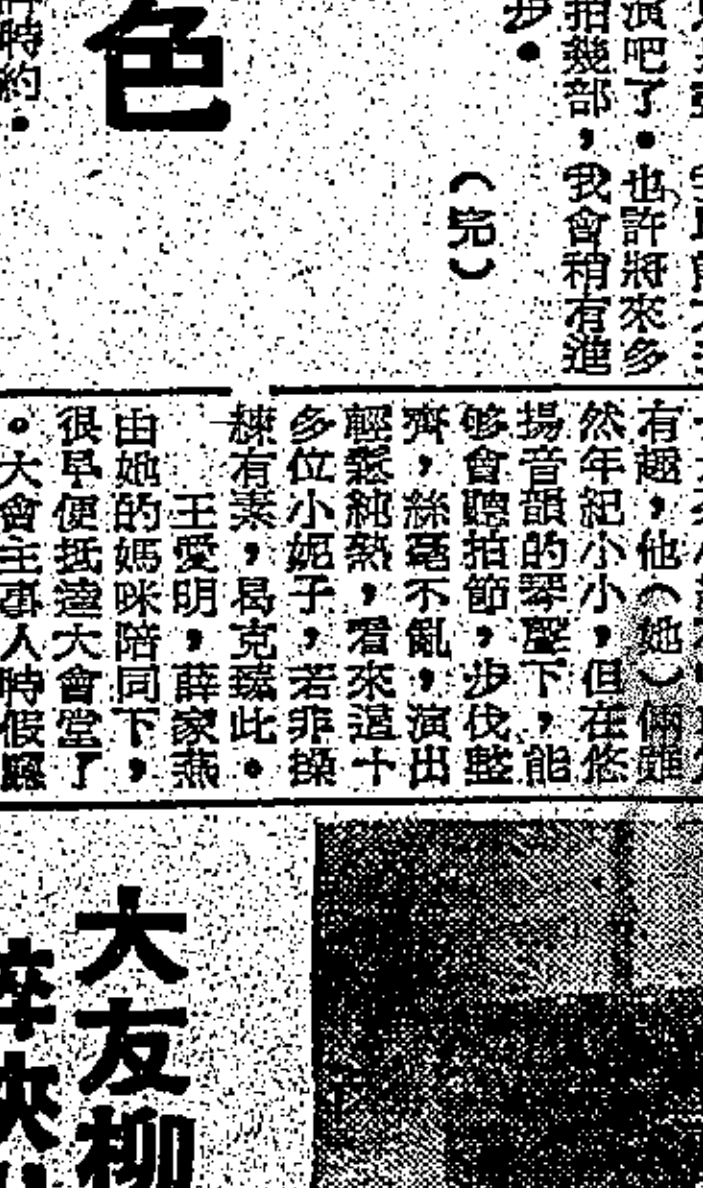 演吧了。也許將來多
拍幾部，我會稍有進
步。
（完）
色
時約。
有趣，他（她）倆雖
然年紀小小，但在悠
揚音韻的琴聲下，能
够會聽拍節，步伐整
齊，絲毫不亂，演出
輕鬆純熟，看來這十
多位小妮子，若非操
練有素，曷克臻此。
王愛明，薛家燕
由她的媽咪陪同下，
很早便抵達大會堂了
。大會主事人時假
大友柳